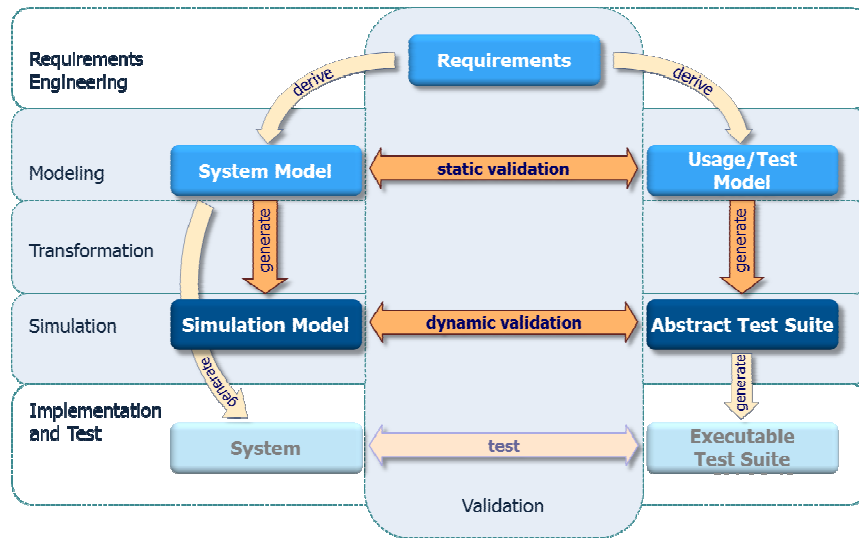 Requirements
Engineering
Requirements
derive
derive
Modeling
System Model
static validation
Usage/Test
Model
Transformation
generate
generate
Simulation
Simulation Model
dynamic validation
Abstract Test Suite
generate
generate
Implementation
and Test
System
test
Executable
Test Suite
Validation